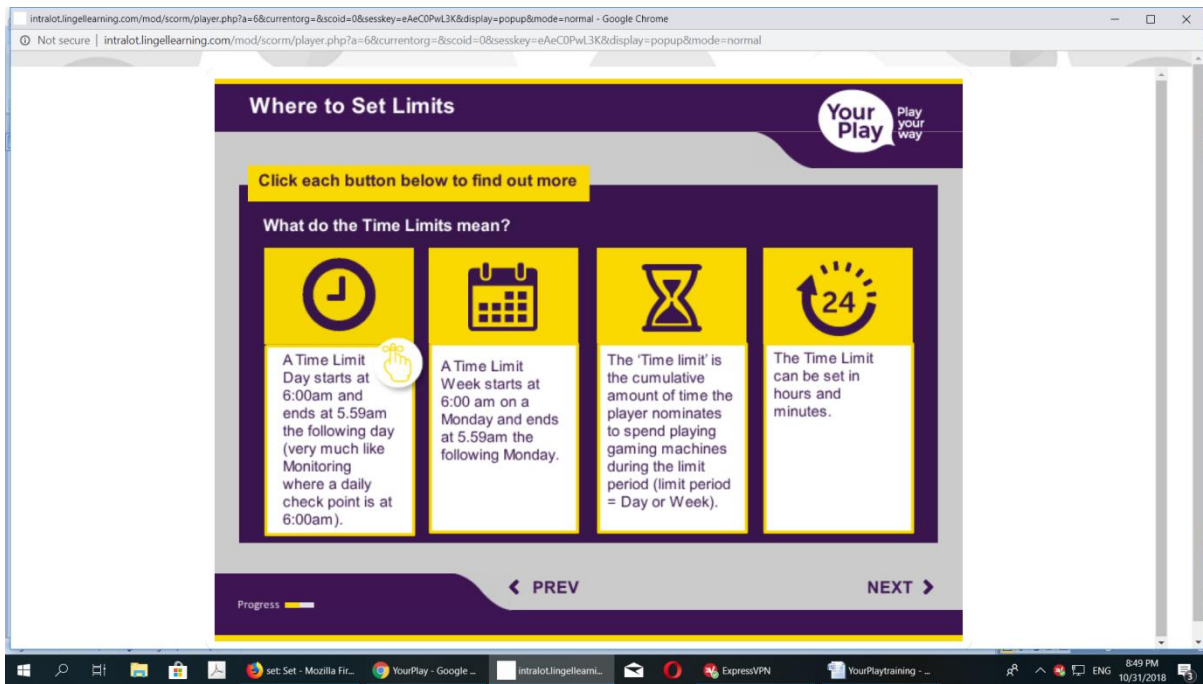 intralot.lingellearning.com/mod/scorm/player.php?a=6&currentorg=&scoid=0&sesskey=eAeC0PwL3K&display=popup&mode=normal - Google Chrome
Not secure | intralot.lingellearning.com/mod/scorm/player.php?a=6&currentorg=&scoid=0&sesskey=eAeC0PwL3K&display=popup&mode=normal
Where to Set Limits
Your
Play
Play
your
way
Click each button below to find out more
What do the Time Limits mean?
A Time Limit
Day starts at
6:00am and
ends at 5.59am
the following day
(very much like
Monitoring
where a daily
check point is at
6:00am).
A Time Limit
Week starts at
6:00 am on a
Monday and ends
at 5.59am the
following Monday.
The ‘Time limit’ is
the cumulative
amount of time the
player nominates
to spend playing
gaming machines
during the limit
period (limit period
= Day or Week).
24
The Time Limit
can be set in
hours and
minutes.
PREV
NEXT
Progress
set: Set - Mozilla Fir...
YourPlay - Google ...
intralot.lingellearni...
ExpressVPN
YourPlaytraining - ...
ENG
8:49 PM
10/31/2018
3